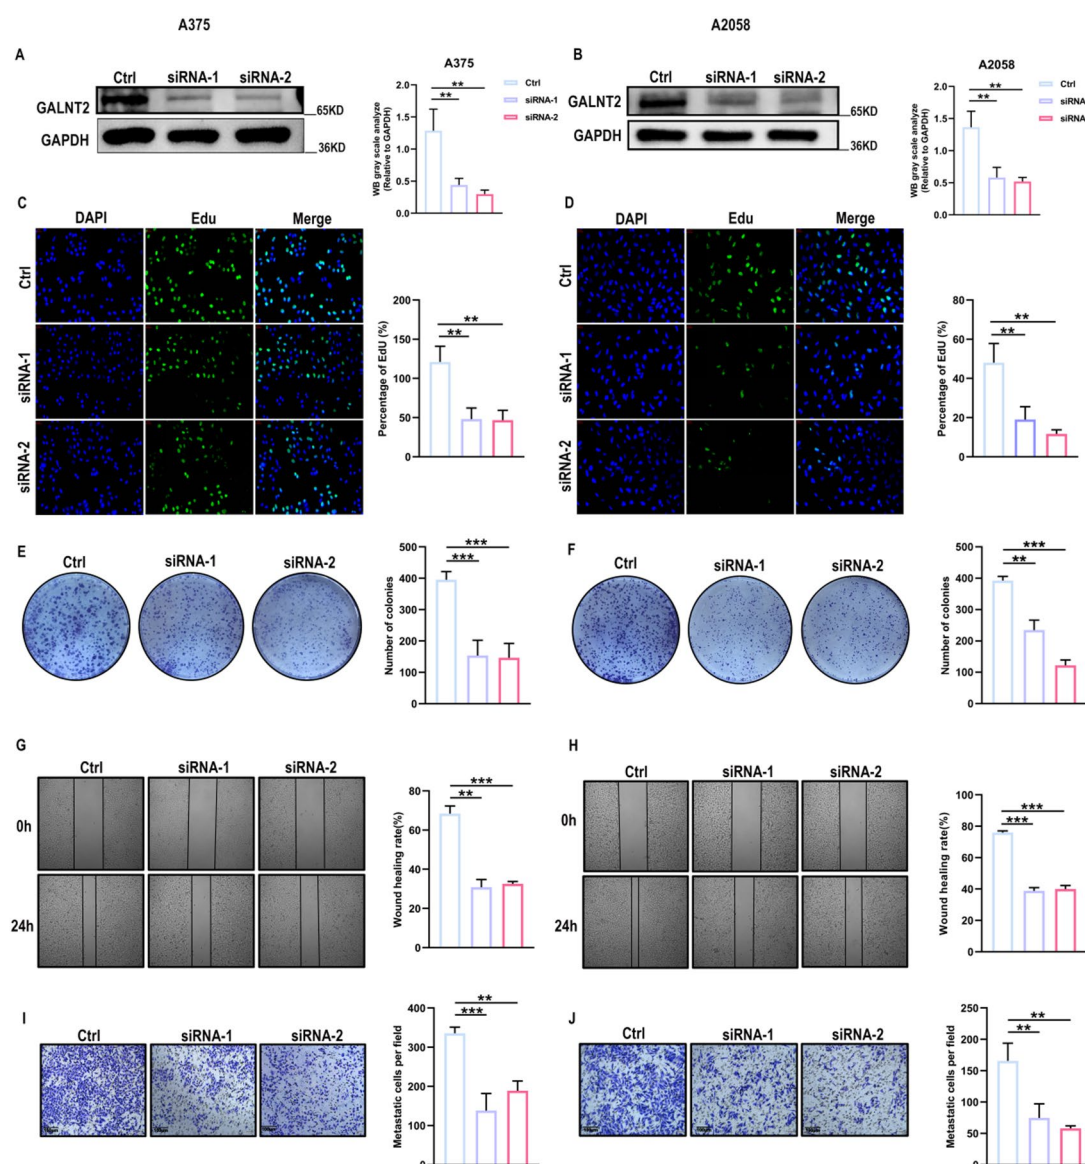 A375
A2058
A
Ctrl siRNA-1 siRNA-2
GALNT2
65KD
GAPDH
36KD
A375
WB gray scale analyze
(Relative to GAPDH)
2.0
1.5
1.0
0.5
0.0
**
**
Ctrl
siRNA-1
siRNA-2
B
Ctrl siRNA-1 siRNA-2
GALNT2
65KD
GAPDH
36KD
A2058
WB gray scale analyze
(Relative to GAPDH)
2.0
1.5
1.0
0.5
0.0
**
**
Ctrl
siRNA
siRNA
C
DAPI Edu Merge
Ctrl
siRNA-1
siRNA-2
Percentage of EdU (%)
200
150
100
50
0
**
**
D
DAPI Edu Merge
Ctrl
siRNA-1
siRNA-2
Percentage of EdU (%)
80
60
40
20
0
**
**
E
Ctrl siRNA-1 siRNA-2
Number of colonies
500
400
300
200
100
0
***
***
F
Ctrl siRNA-1 siRNA-2
Number of colonies
500
400
300
200
100
0
***
**
G
Ctrl siRNA-1 siRNA-2
0h
24h
Wound healing rate(%)
80
60
40
20
0
***
**
H
Ctrl siRNA-1 siRNA-2
0h
24h
Wound healing rate(%)
100
80
60
40
20
0
***
***
I
Ctrl siRNA-1 siRNA-2
Metastatic cells per field
400
300
200
100
0
**
***
J
Ctrl siRNA-1 siRNA-2
Metastatic cells per field
250
200
150
100
50
0
**
**